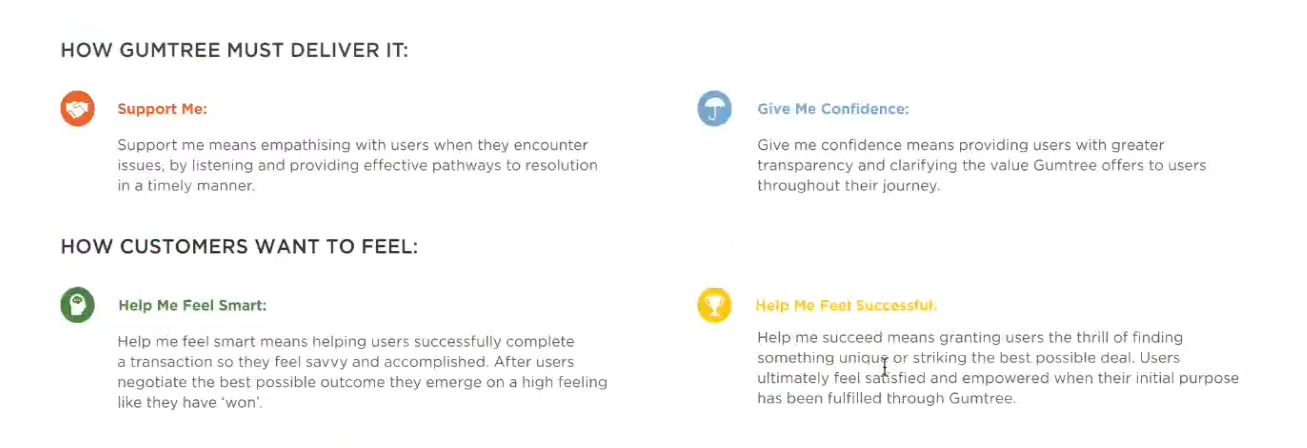 HOW GUMTREE MUST DELIVER IT:
Support Me:
Support me means empathising with users when they encounter
issues, by listening and providing effective pathways to resolution
in a timely manner.
Give Me Confidence:
Give me confidence means providing users with greater
transparency and clarifying the value Gumtree offers to users
throughout their journey.
HOW CUSTOMERS WANT TO FEEL:
Help Me Feel Smart:
Help me feel smart means helping users successfully complete
a transaction so they feel savvy and accomplished. After users
negotiate the best possible outcome they emerge on a high feeling
like they have ‘won’.
Help Me Feel Successful:
Help me succeed means granting users the thrill of finding
something unique or striking the best possible deal. Users
ultimately feel satisfied and empowered when their initial purpose
has been fulfilled through Gumtree.